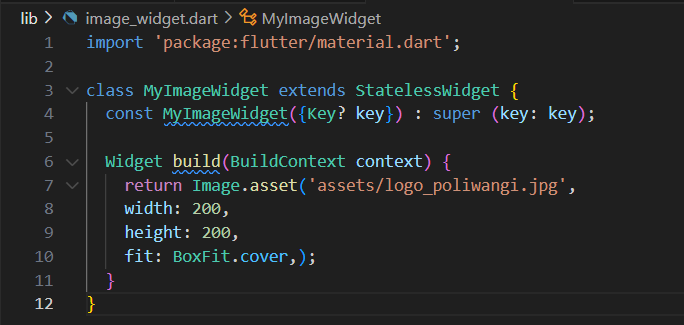 lib > image_widget.dart > MyImageWidget
1 import 'package:flutter/material.dart';
2
3 class MyImageWidget extends StatelessWidget {
4 const MyImageWidget({Key? key}) : super (key: key);
5
6 Widget build(BuildContext context) {
7 return Image.asset('assets/logo_poliwangi.jpg',
8 width: 200,
9 height: 200,
10 fit: BoxFit.cover,);
11 }
12 }